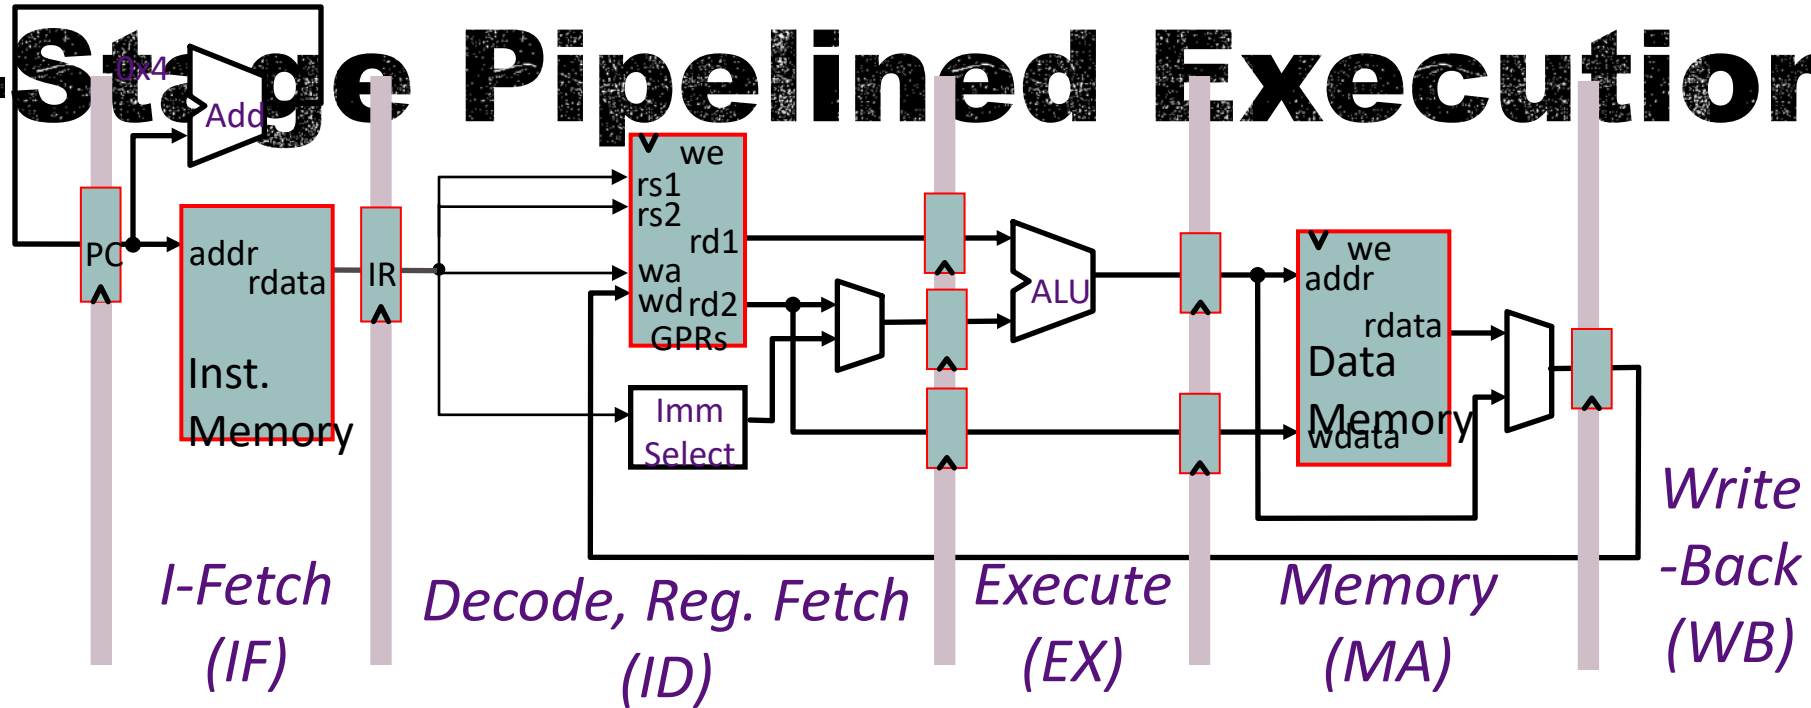 -Stage Pipelined Execution
0x4
Add
PC
addr
rdata
Inst.
Memory
IR
we
rs1
rs2
rd1
wa
wd
rd2
GPRs
Imm
Select
ALU
we
addr
rdata
Data
Memory
wdata
I-Fetch
(IF)
Decode, Reg. Fetch
(ID)
Execute
(EX)
Memory
(MA)
Write
-Back
(WB)